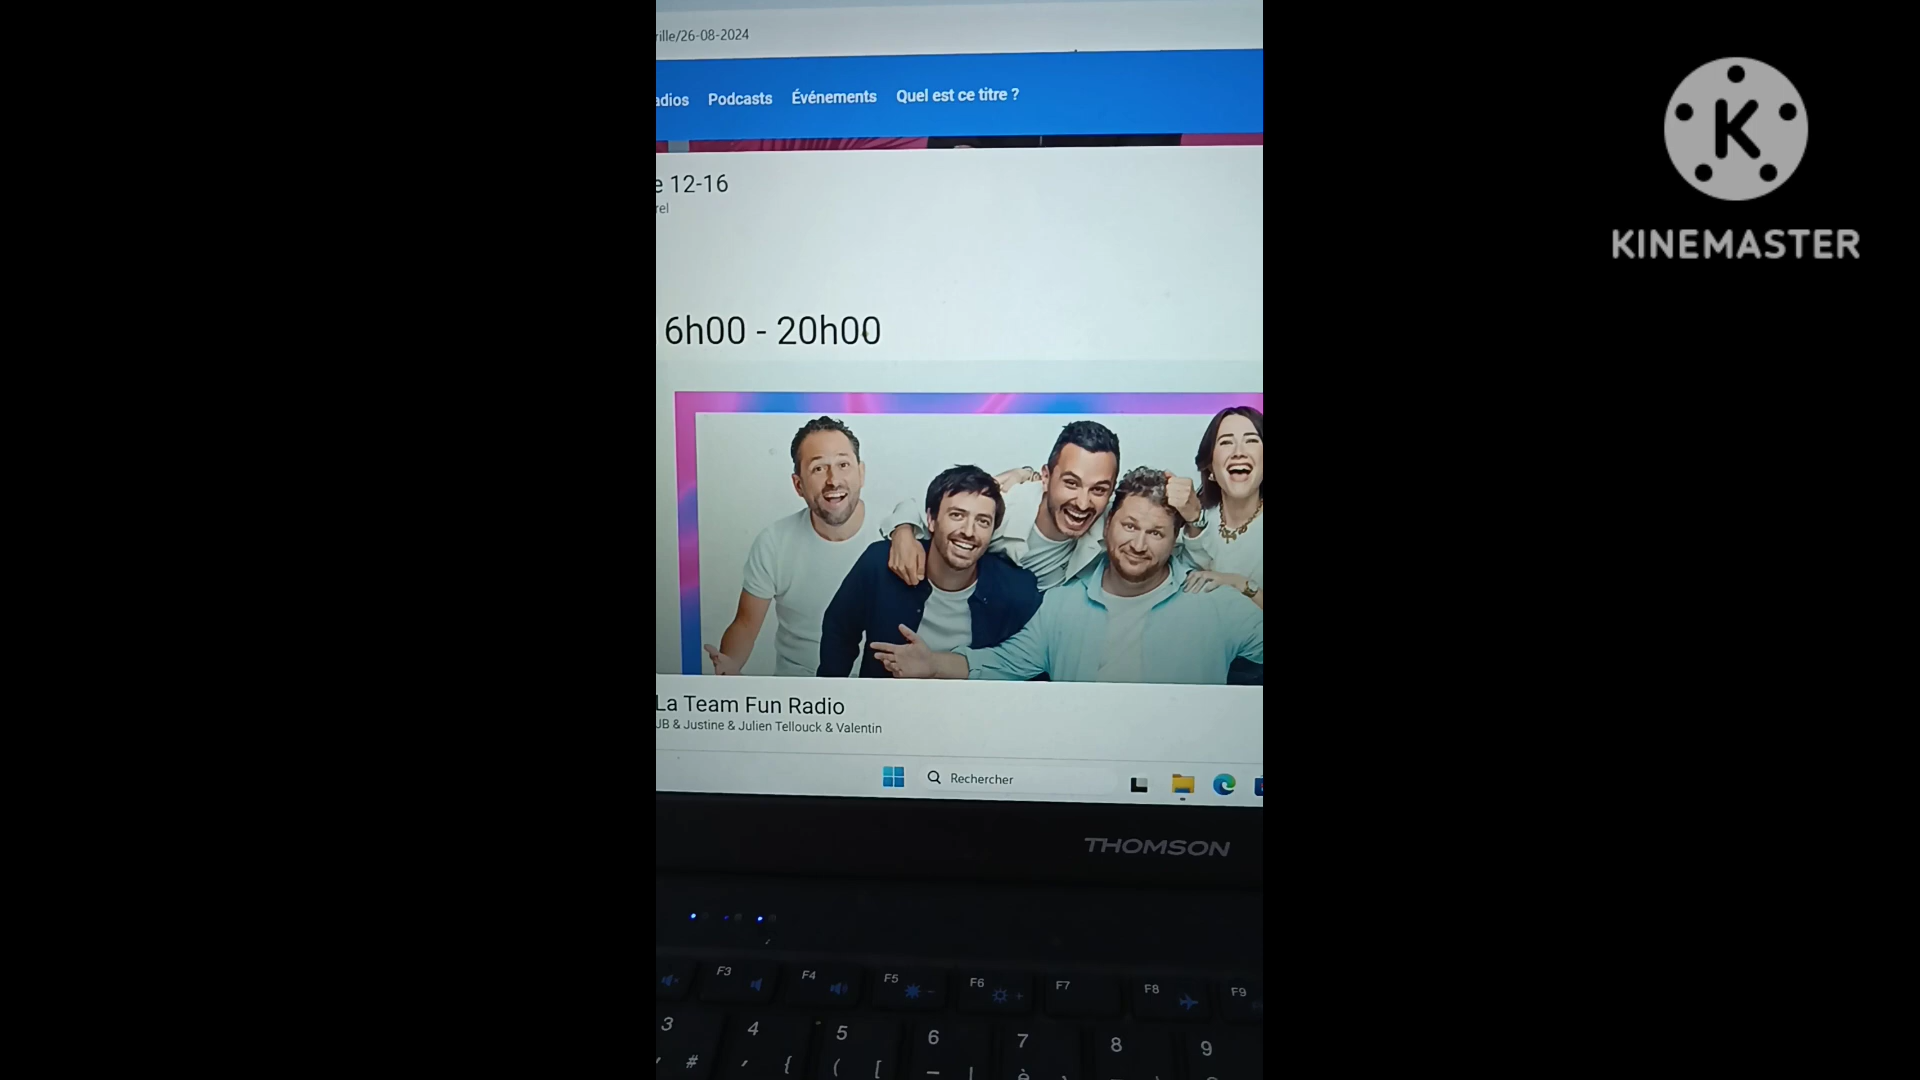 rille/26-08-2024
adios Podcasts Événements Quel est ce titre ?
K
KINEMASTER
e 12-16
rel
6h00 - 20h00
La Team Fun Radio
JB & Justine & Julien Tellouck & Valentin
Rechercher
THOMSON
F3 F4 F5 F6 F7 F8 F9
3 4 5 6 7 8 9
# ' { ( [ – | è